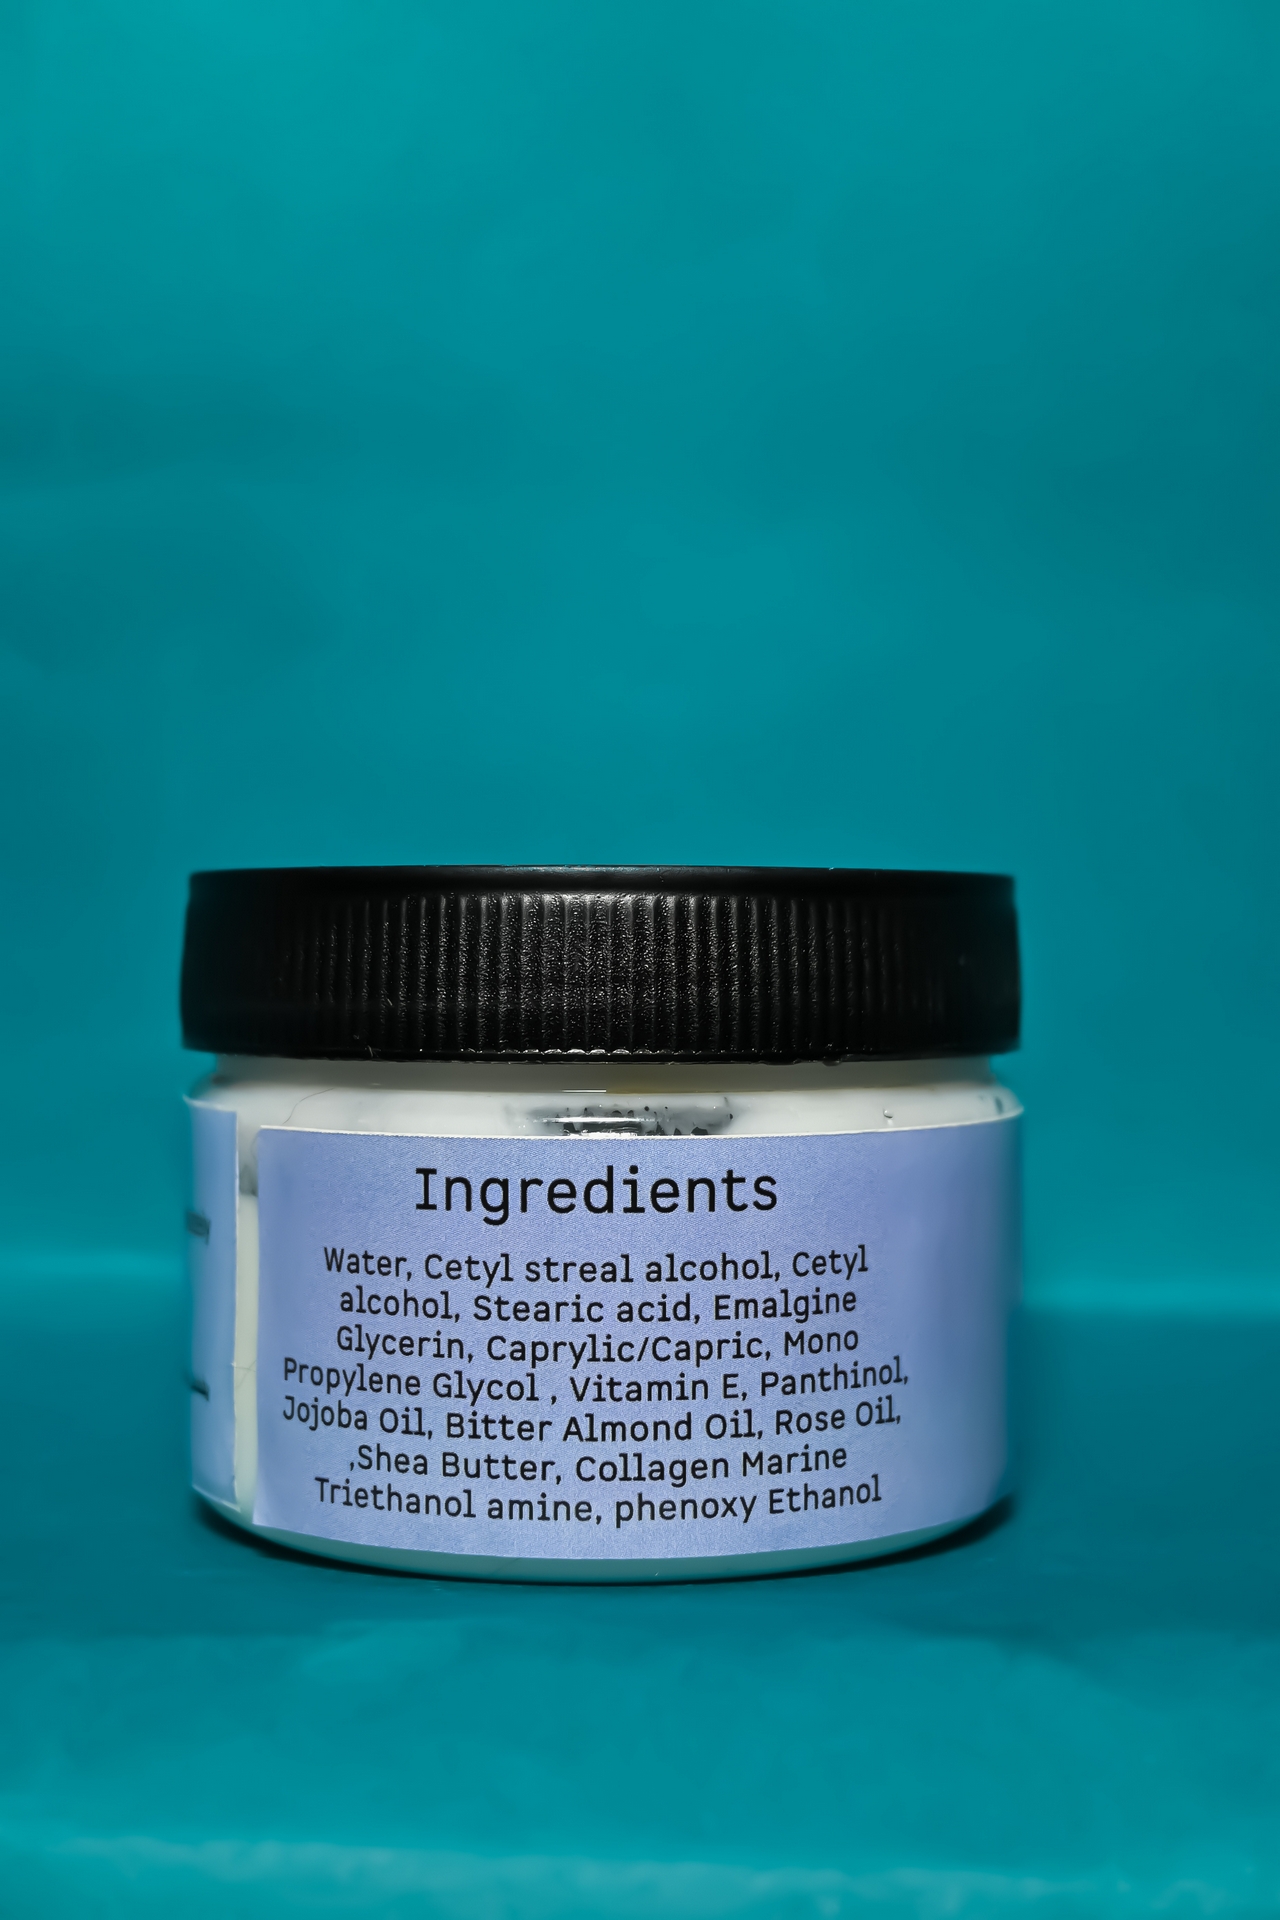 Ingredients
Water, Cetyl streal alcohol, Cetyl
alcohol, Stearic acid, Emalgine
Glycerin, Caprylic/Capric, Mono
Propylene Glycol , Vitamin E, Panthinol,
Jojoba Oil, Bitter Almond Oil, Rose Oil,
,Shea Butter, Collagen Marine
Triethanol amine, phenoxy Ethanol